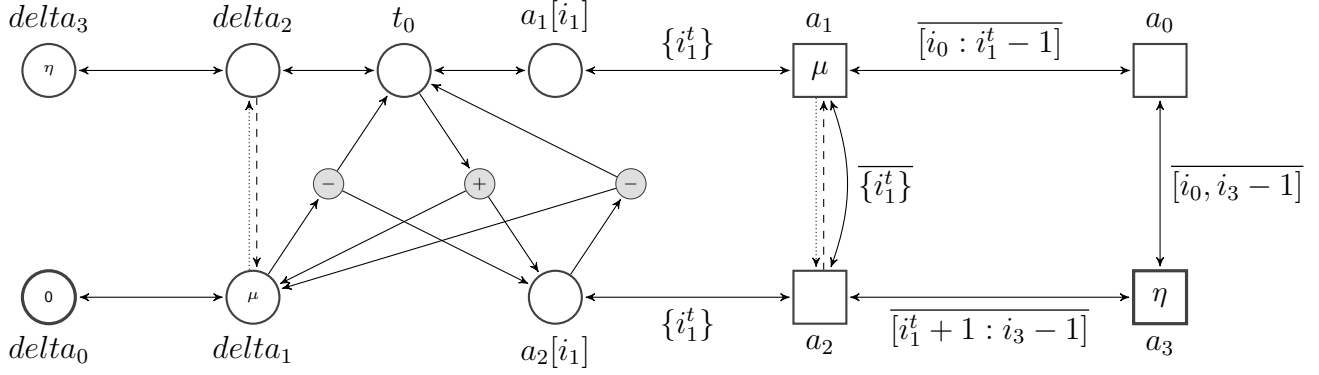 $delta_3$ $delta_2$ $t_0$ $a_1[i_1]$ $a_1$ $a_0$
$\{i_1^t\}$ $\overline{[i_0 : i_1^t - 1]}$
η μ
− + − $\overline{\{i_1^t\}}$ $\overline{[i_0, i_3 - 1]}$
0 μ η
$\{i_1^t\}$ $\overline{[i_1^t + 1 : i_3 - 1]}$
$delta_0$ $delta_1$ $a_2[i_1]$ $a_2$ $a_3$